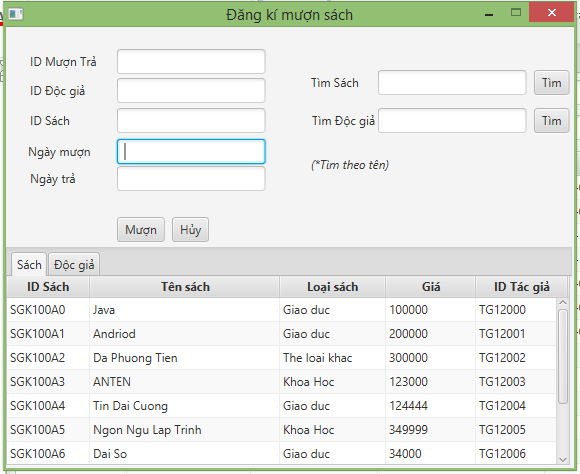 Đăng kí mượn sách
ID Mượn Trả
ID Độc giả
ID Sách
Ngày mượn
Ngày trả
Tìm Sách Tìm
Tìm Độc giả Tìm
(*Tìm theo tên)
Mượn Hủy
Sách Độc giả
ID Sách Tên sách Loại sách Giá ID Tác giả
SGK100A0 Java Giao duc 100000 TG12000
SGK100A1 Andriod Giao duc 200000 TG12001
SGK100A2 Da Phuong Tien The loai khac 300000 TG12002
SGK100A3 ANTEN Khoa Hoc 123000 TG12003
SGK100A4 Tin Dai Cuong Giao duc 124444 TG12004
SGK100A5 Ngon Ngu Lap Trinh Khoa Hoc 349999 TG12005
SGK100A6 Dai So Giao duc 34000 TG12006